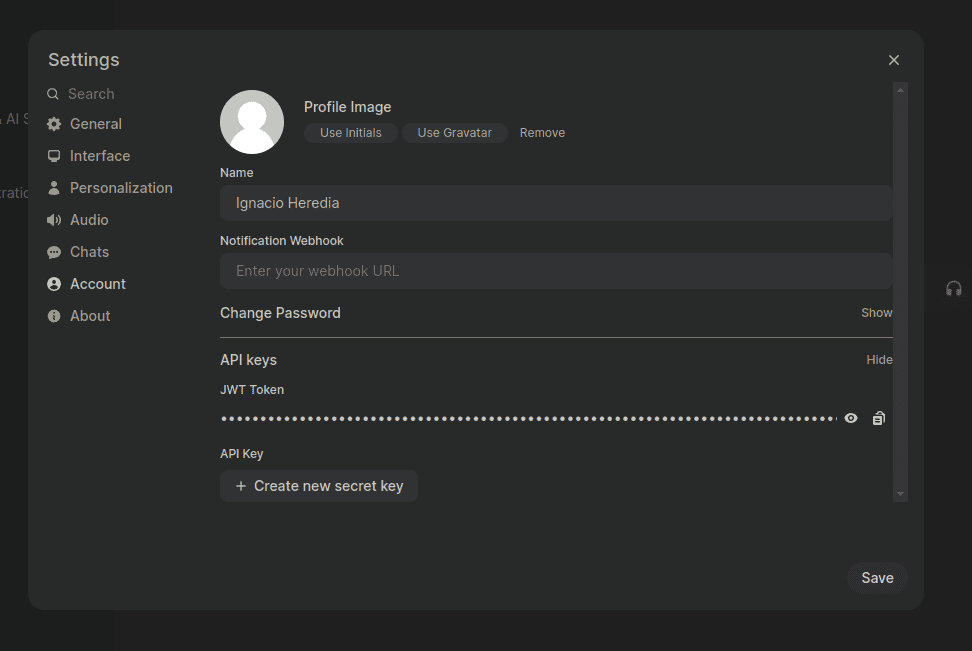 Settings
Search
General
Interface
Personalization
Audio
Chats
Account
About
Profile Image
Use Initials
Use Gravatar
Remove
Name
Ignacio Heredia
Notification Webhook
Enter your webhook URL
Change Password
Show
API keys
Hide
JWT Token
API Key
+ Create new secret key
Save
& AI S
tratio